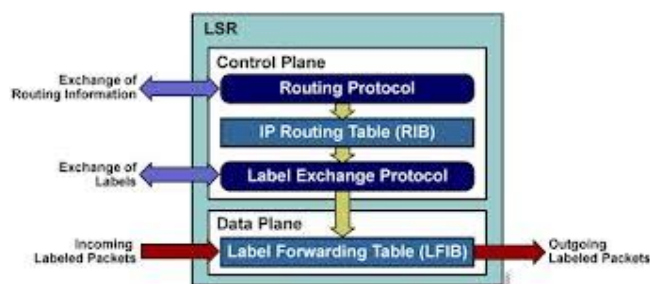 LSR
Control Plane
Exchange of
Routing Information
Routing Protocol
IP Routing Table (RIB)
Exchange of
Labels
Label Exchange Protocol
Data Plane
Incoming
Labeled Packets
Label Forwarding Table (LFIB)
Outgoing
Labeled Packets